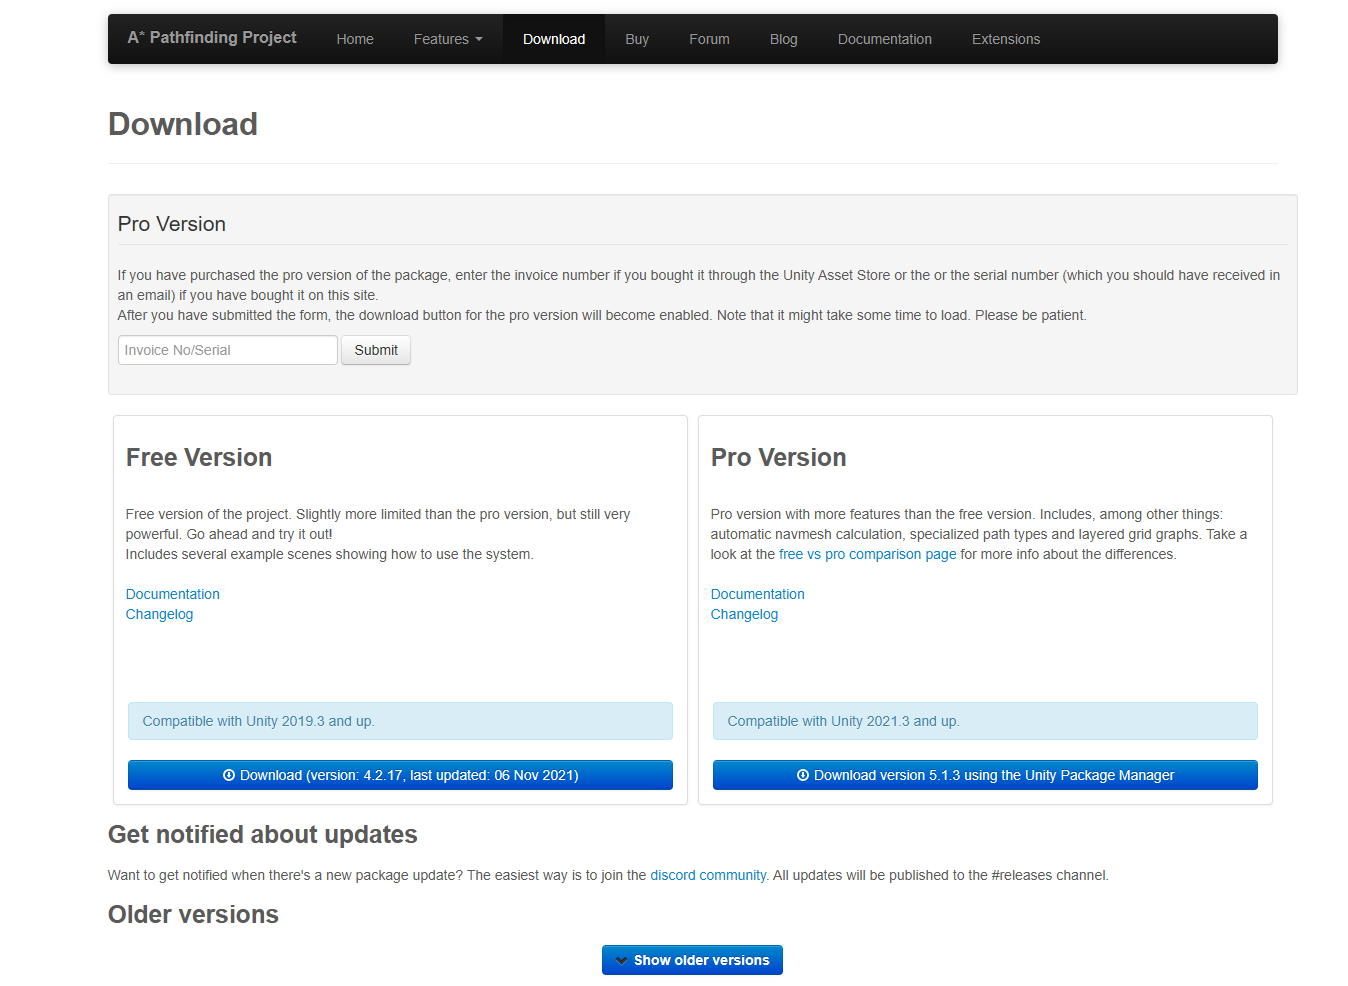 A* Pathfinding Project Home Features Download Buy Forum Blog Documentation Extensions
Download
Pro Version
If you have purchased the pro version of the package, enter the invoice number if you bought it through the Unity Asset Store or the or the serial number (which you should have received in
an email) if you have bought it on this site.
After you have submitted the form, the download button for the pro version will become enabled. Note that it might take some time to load. Please be patient.
Invoice No/Serial Submit
Free Version
Free version of the project. Slightly more limited than the pro version, but still very
powerful. Go ahead and try it out!
Includes several example scenes showing how to use the system.
Documentation
Changelog
Compatible with Unity 2019.3 and up.
Download (version: 4.2.17, last updated: 06 Nov 2021)
Pro Version
Pro version with more features than the free version. Includes, among other things:
automatic navmesh calculation, specialized path types and layered grid graphs. Take a
look at the free vs pro comparison page for more info about the differences.
Documentation
Changelog
Compatible with Unity 2021.3 and up.
Download version 5.1.3 using the Unity Package Manager
Get notified about updates
Want to get notified when there's a new package update? The easiest way is to join the discord community. All updates will be published to the #releases channel.
Older versions
Show older versions